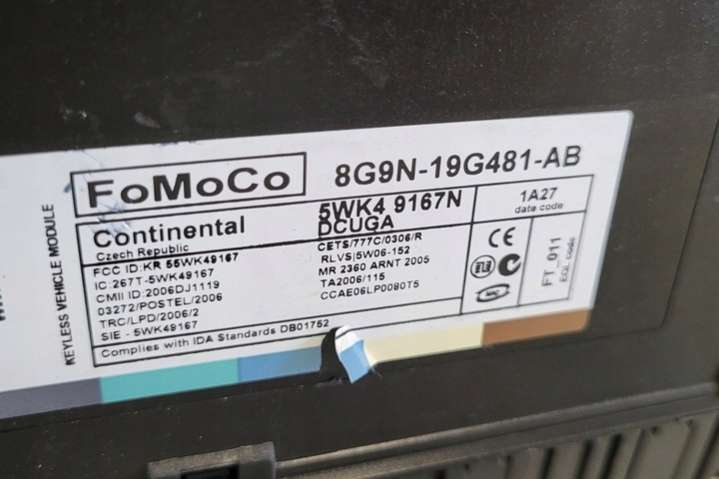 FoMoCo
8G9N-19G481-AB
Continental
Czech Republic
5WK4 9167N
DCUGA
1A27
date code
FCC ID:KR 55WK49167
IC:267T-5WK49167
CMII ID:2006DJ1119
03272/POSTEL/2006
TRC/LPD/2006/2
SIE - 5WK49167
CETS/777C/0306/R
RLVS|5W06-152
MR 2360 ARNT 2005
TA2006/115
CCAE06LP0080T5
CE
FT_011
EOL code
Complies with IDA Standards DB01752
KEYLESS VEHICLE MODULE